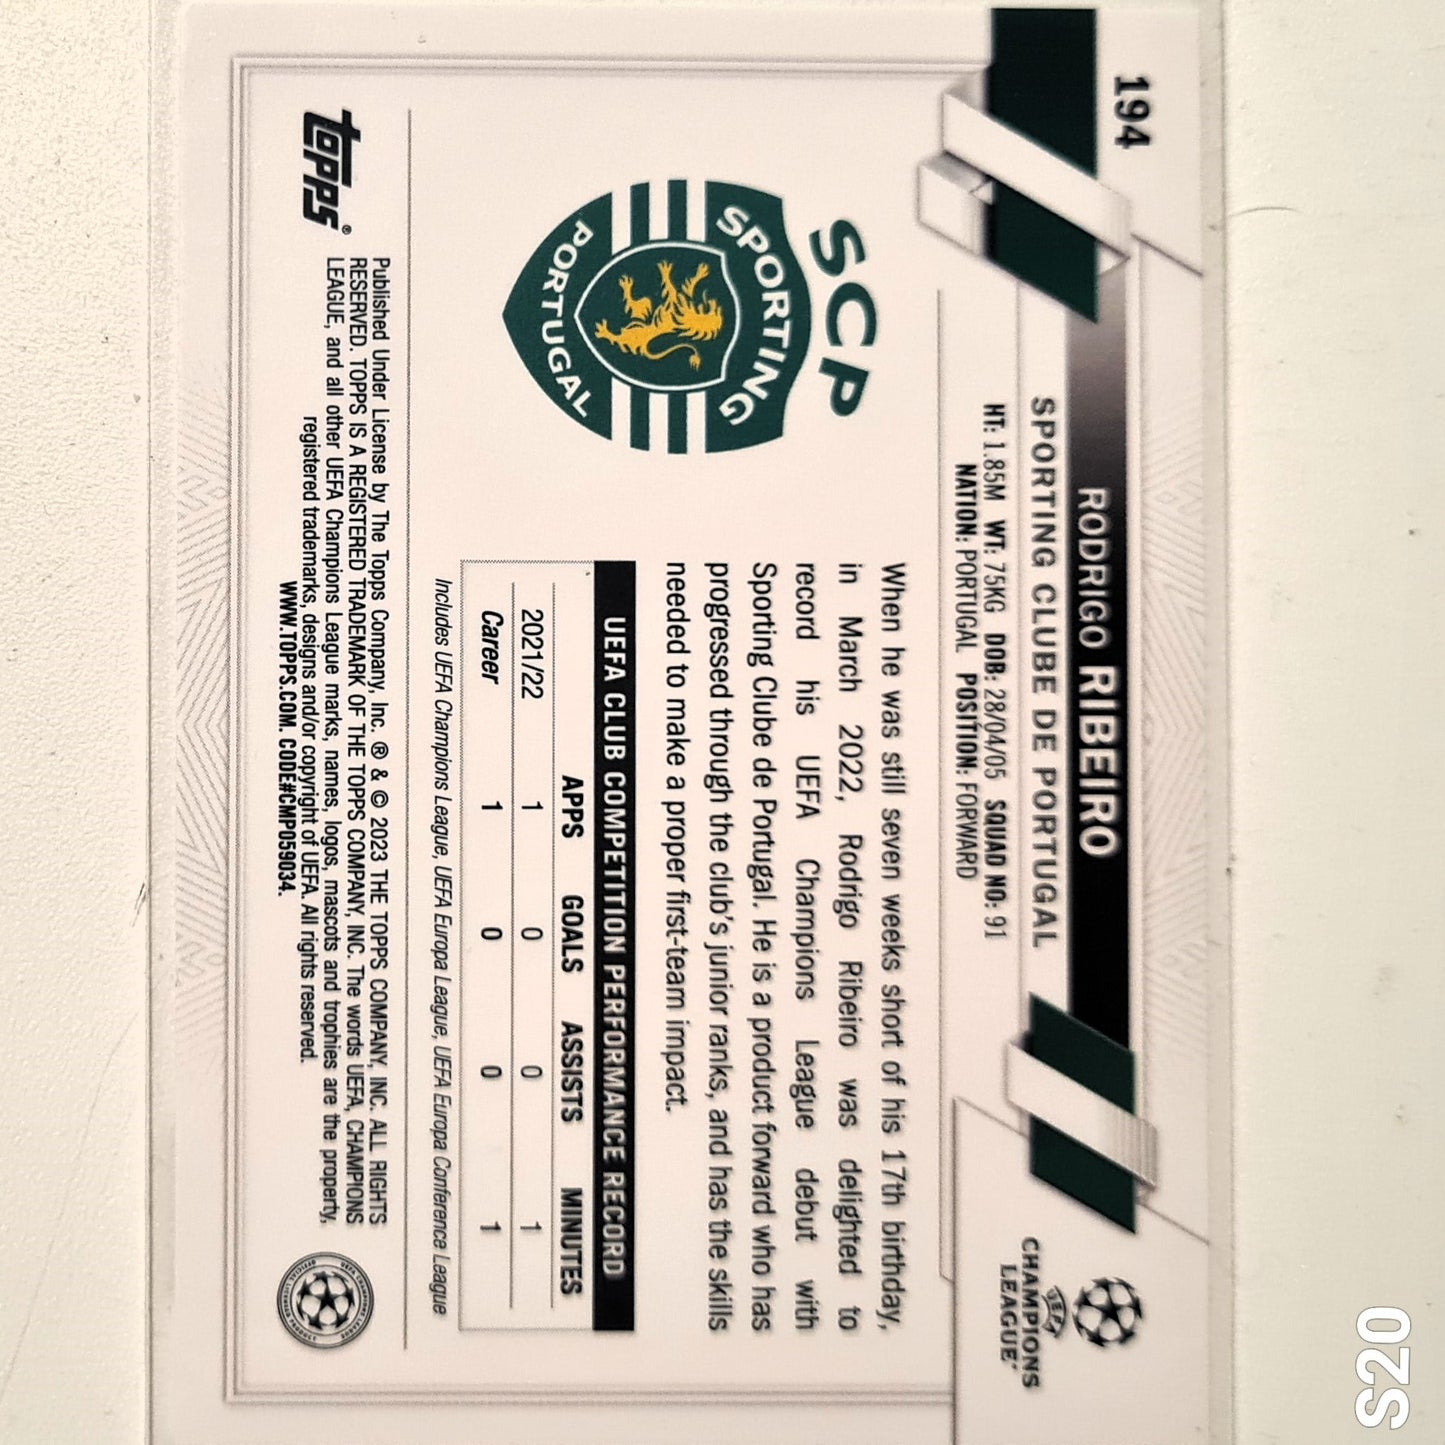 194
RODRIGO RIBEIRO
SPORTING CLUBE DE PORTUGAL
HT: 1.85M WT: 75KG DOB: 28/04/05 SQUAD NO: 91
NATION: PORTUGAL POSITION: FORWARD
UEFA
CHAMPIONS
LEAGUE
SCP
SPORTING
PORTUGAL
When he was still seven weeks short of his 17th birthday,
in March 2022, Rodrigo Ribeiro was delighted to
record his UEFA Champions League debut with
Sporting Clube de Portugal. He is a product forward who has
progressed through the club's junior ranks, and has the skills
needed to make a proper first-team impact.
UEFA CLUB COMPETITION PERFORMANCE RECORD
APPS GOALS ASSISTS MINUTES
2021/22 1 0 0 1
Career 1 0 0 1
Includes UEFA Champions League, UEFA Europa League, UEFA Europa Conference League
topps®
Published Under License by The Topps Company, Inc. ® & © 2023 THE TOPPS COMPANY, INC. ALL RIGHTS
RESERVED. TOPPS IS A REGISTERED TRADEMARK OF THE TOPPS COMPANY, INC. The words UEFA, CHAMPIONS
LEAGUE, and all other UEFA Champions League marks, names, logos, mascots and trophies are the property,
registered trademarks, designs and/or copyright of UEFA. All rights reserved.
WWW.TOPPS.COM. CODE#CMP059034.
S20